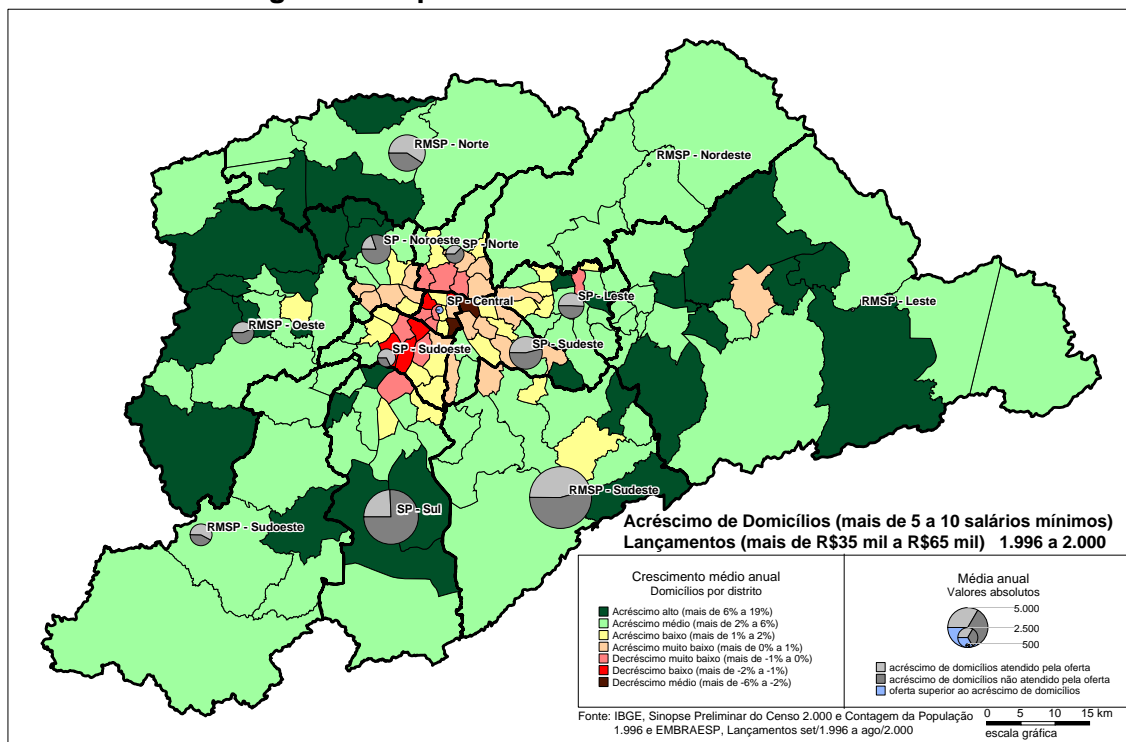 RMSP - Norte
RMSP - Nordeste
SP - Noroeste
SP - Norte
SP - Central
SP - Leste
RMSP - Leste
RMSP - Oeste
SP - Sudoeste
SP - Sudeste
RMSP - Sudeste
SP - Sul
RMSP - Sudoeste
Acréscimo de Domicílios (mais de 5 a 10 salários mínimos)
Lançamentos (mais de R$35 mil a R$65 mil) 1.996 a 2.000
Crescimento médio anual
Domicílios por distrito
Acréscimo alto (mais de 6% a 19%)
Acréscimo médio (mais de 2% a 6%)
Acréscimo baixo (mais de 1% a 2%)
Acréscimo muito baixo (mais de 0% a 1%)
Decréscimo muito baixo (mais de -1% a 0%)
Decréscimo baixo (mais de -2% a -1%)
Decréscimo médio (mais de -6% a -2%)
Média anual
Valores absolutos
5.000
2.500
500
acréscimo de domicílios atendido pela oferta
acréscimo de domicílios não atendido pela oferta
oferta superior ao acréscimo de domicílios
Fonte: IBGE, Sinopse Preliminar do Censo 2.000 e Contagem da População
1.996 e EMBRAESP, Lançamentos set/1.996 a ago/2.000
0 5 10 15 km
escala gráfica